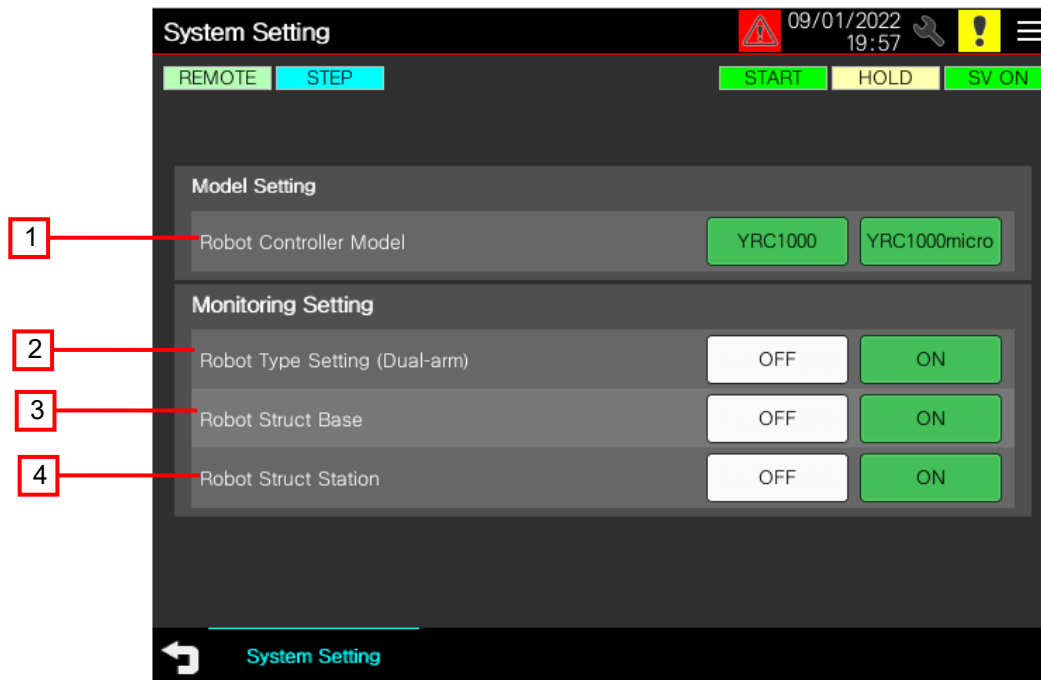 System Setting
09/01/2022
19:57
REMOTE STEP START HOLD SV ON
Model Setting
1 Robot Controller Model YRC1000 YRC1000micro
Monitoring Setting
2 Robot Type Setting (Dual-arm) OFF ON
3 Robot Struct Base OFF ON
4 Robot Struct Station OFF ON
System Setting